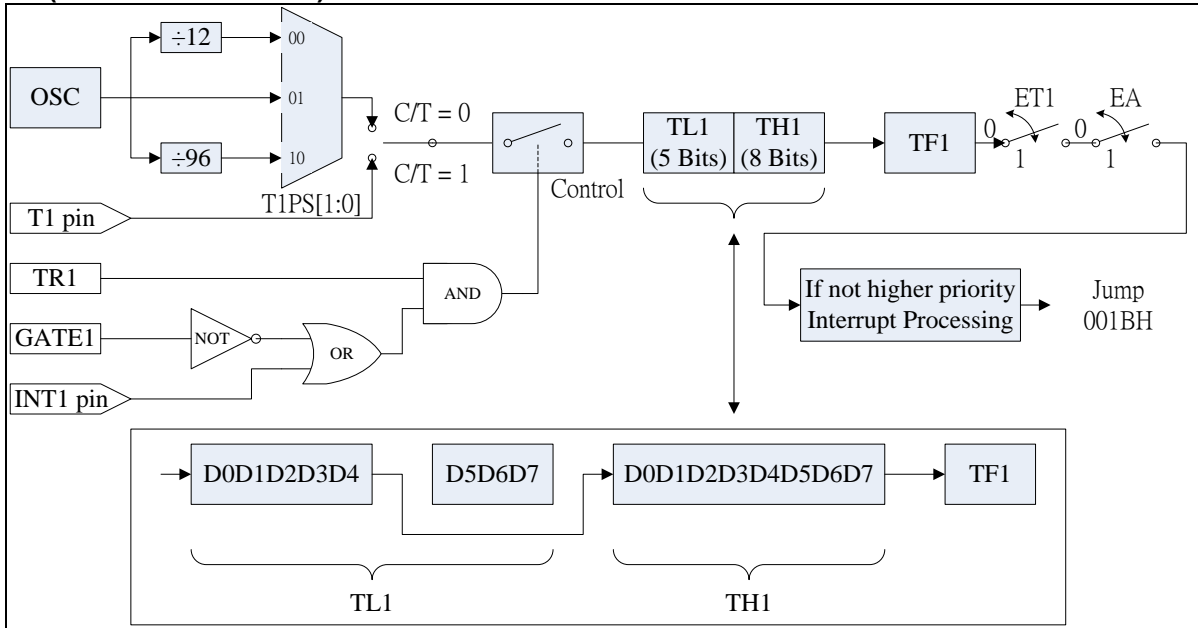 ÷12
00
OSC
01
÷96
10
T1PS[1:0]
C/T = 0
C/T = 1
Control
TL1
(5 Bits)
TH1
(8 Bits)
TF1
ET1
0
1
EA
0
1
T1 pin
TR1
AND
GATE1
NOT
OR
INT1 pin
If not higher priority
Interrupt Processing
Jump
001BH
D0D1D2D3D4
D5D6D7
D0D1D2D3D4D5D6D7
TF1
TL1
TH1